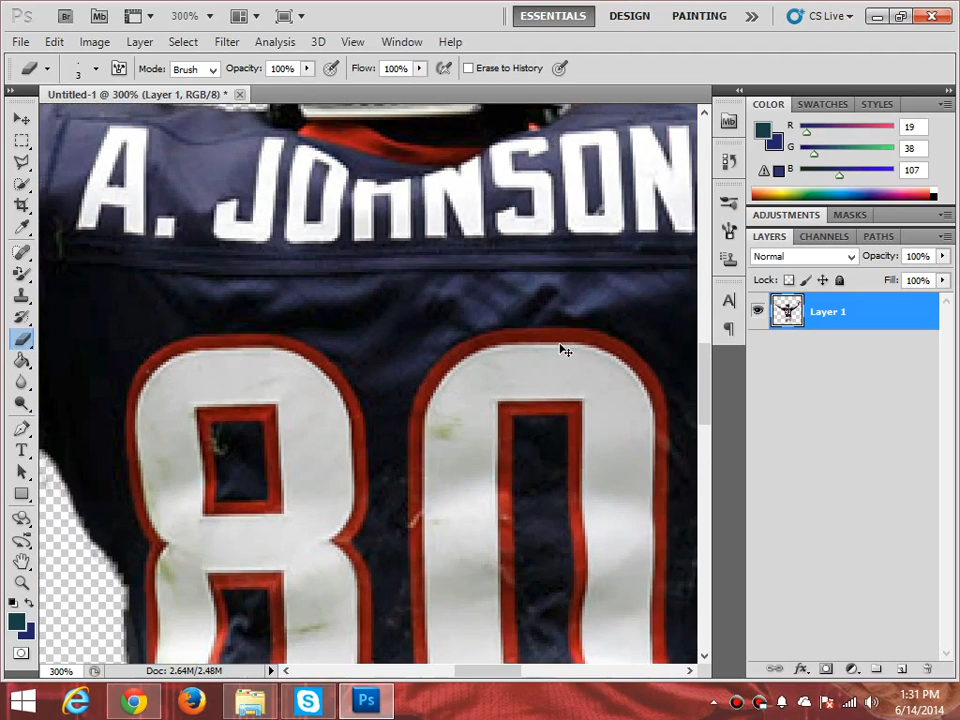 Ps Br Mb 300% ESSENTIALS DESIGN PAINTING CS Live
File Edit Image Layer Select Filter Analysis 3D View Window Help
3 Mode: Brush Opacity: 100% Flow: 100% Erase to History
Untitled-1 @ 300% (Layer 1, RGB/8) *
COLOR SWATCHES STYLES
R 19
G 38
B 107
ADJUSTMENTS MASKS
LAYERS CHANNELS PATHS
Normal Opacity: 100%
Lock: Fill: 100%
Layer 1
A. JOhNSON
80
300% Doc: 2.64M/2.48M
1:31 PM
6/14/2014